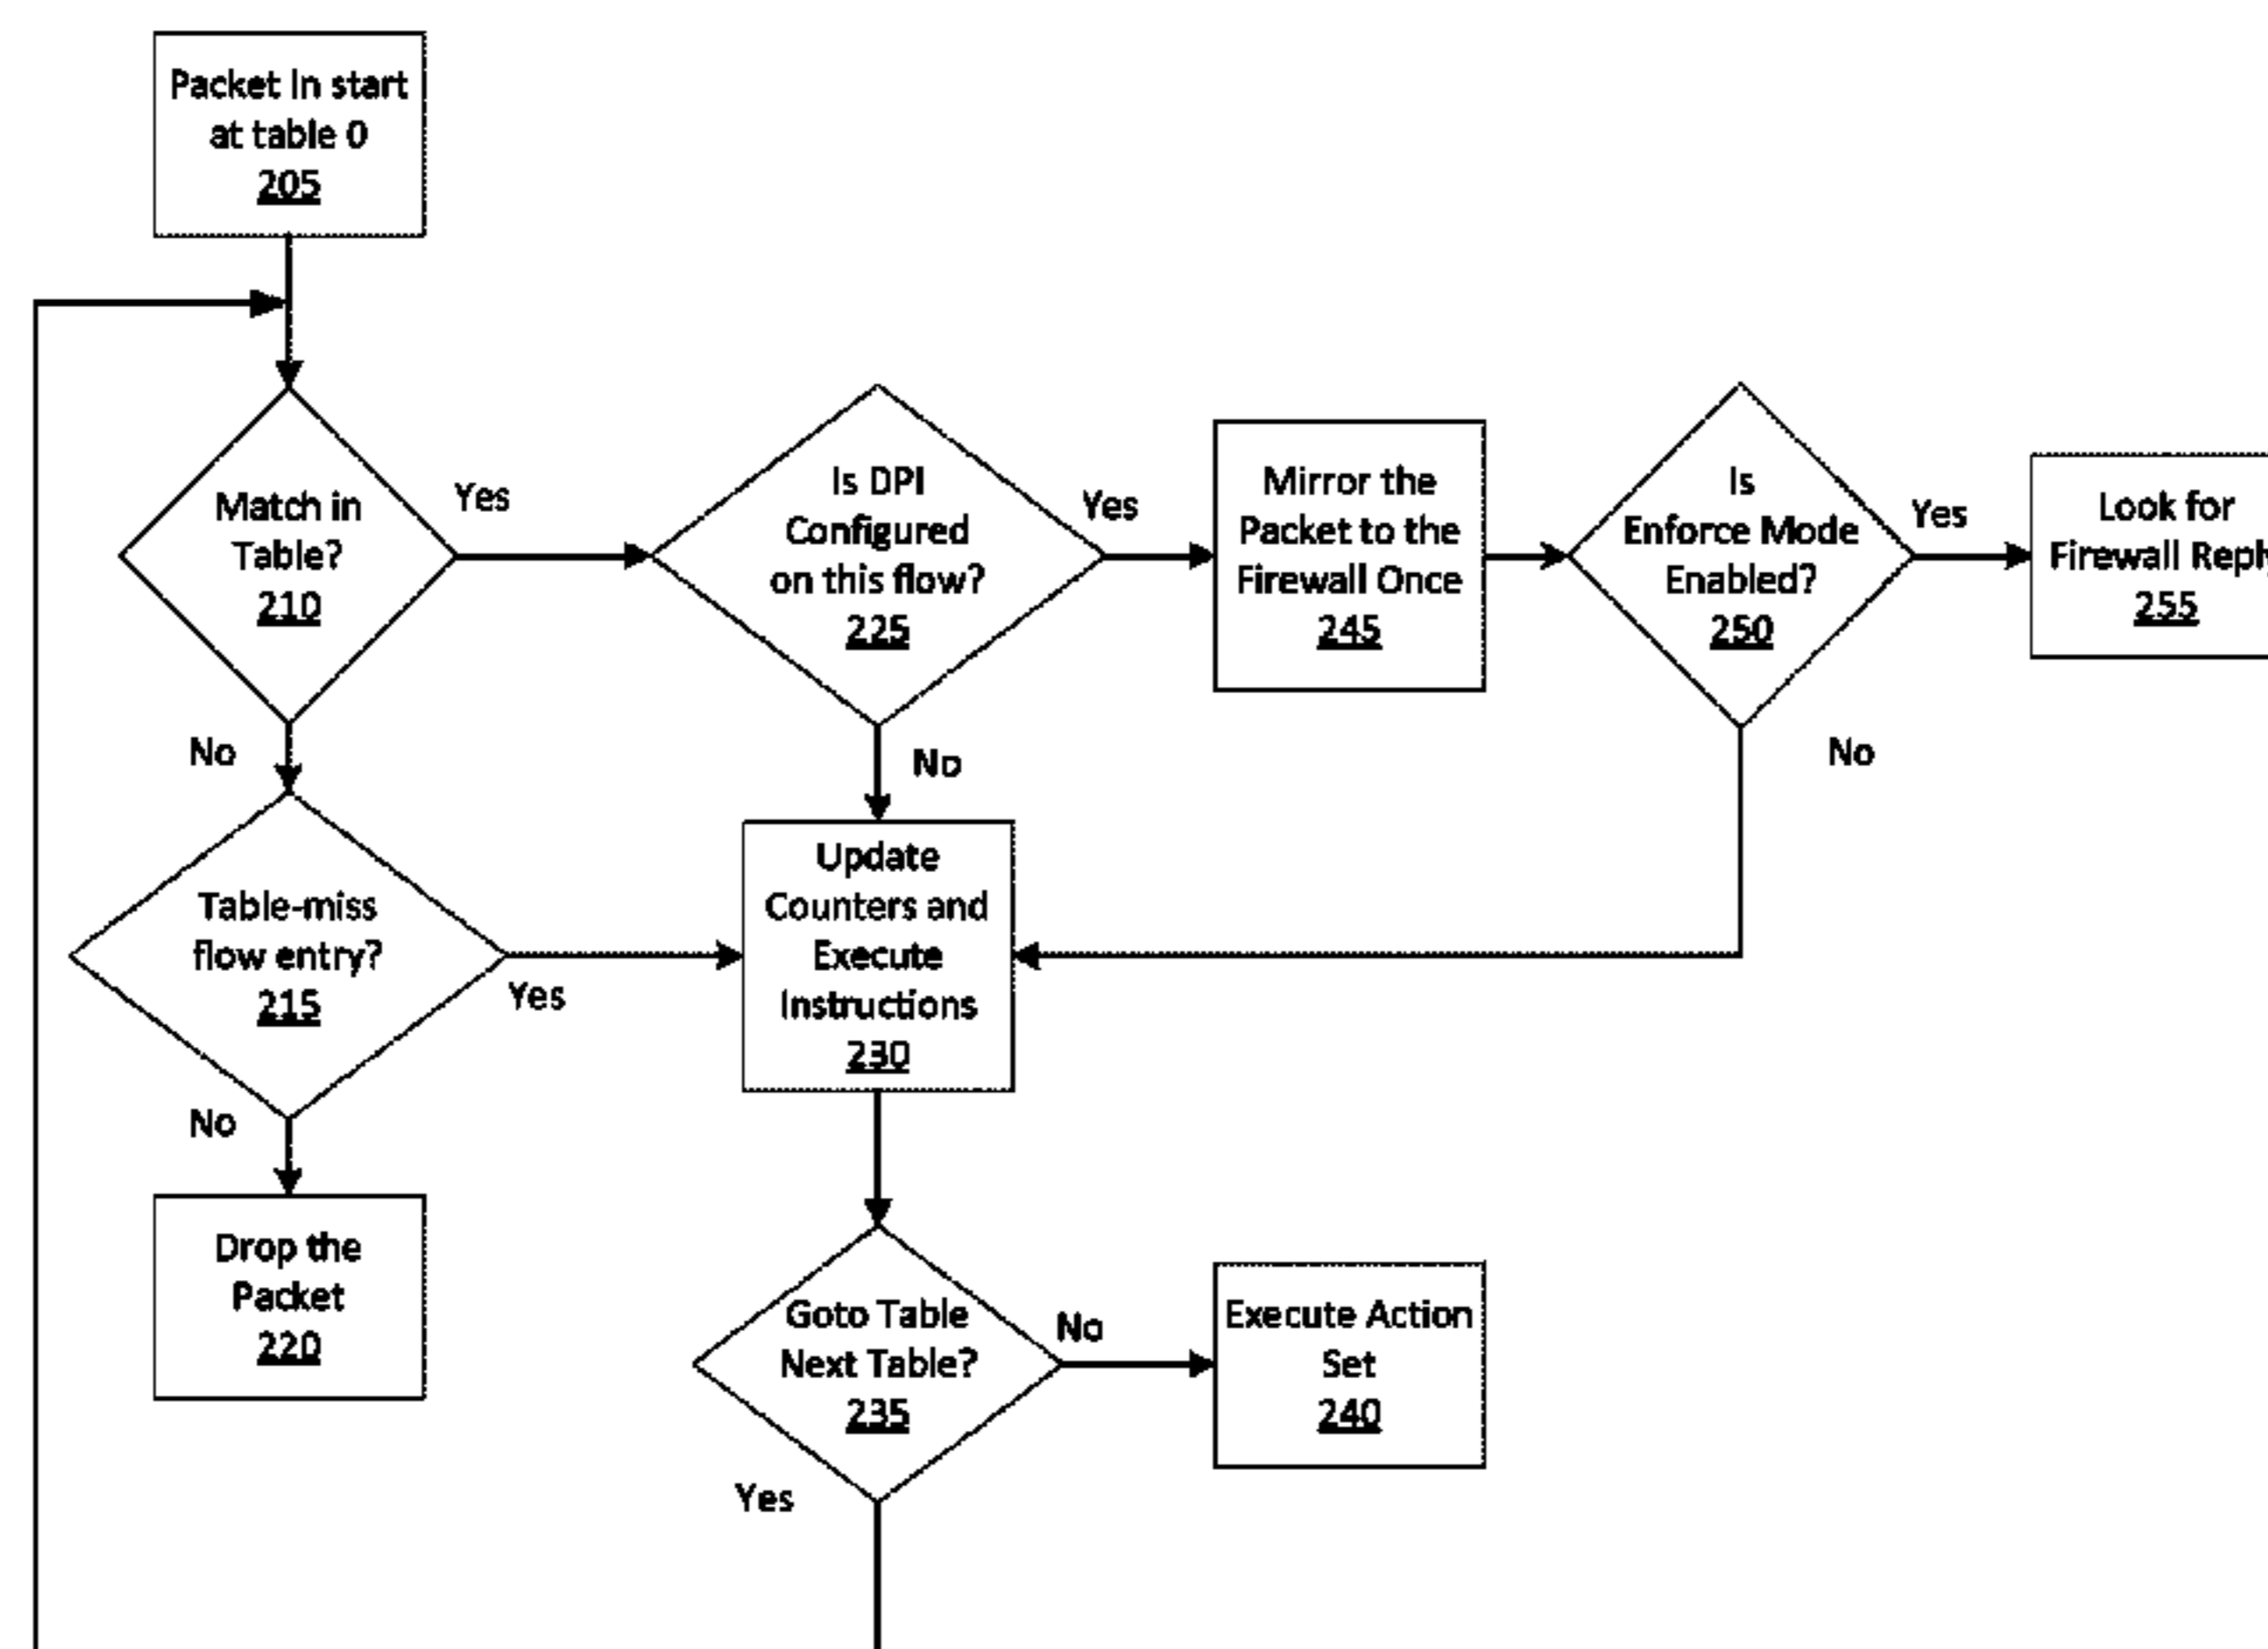 Packet In start
at table 0
205
Match in
Table?
210
Yes
Is DPI
Configured
on this flow?
225
Yes
Mirror the
Packet to the
Firewall Once
245
Is
Enforce Mode
Enabled?
250
Yes
Look for
Firewall Reply
255
No
No
No
Table-miss
flow entry?
215
Yes
Update
Counters and
Execute
Instructions
230
No
Drop the
Packet
220
Goto Table
Next Table?
235
No
Execute Action
Set
240
Yes